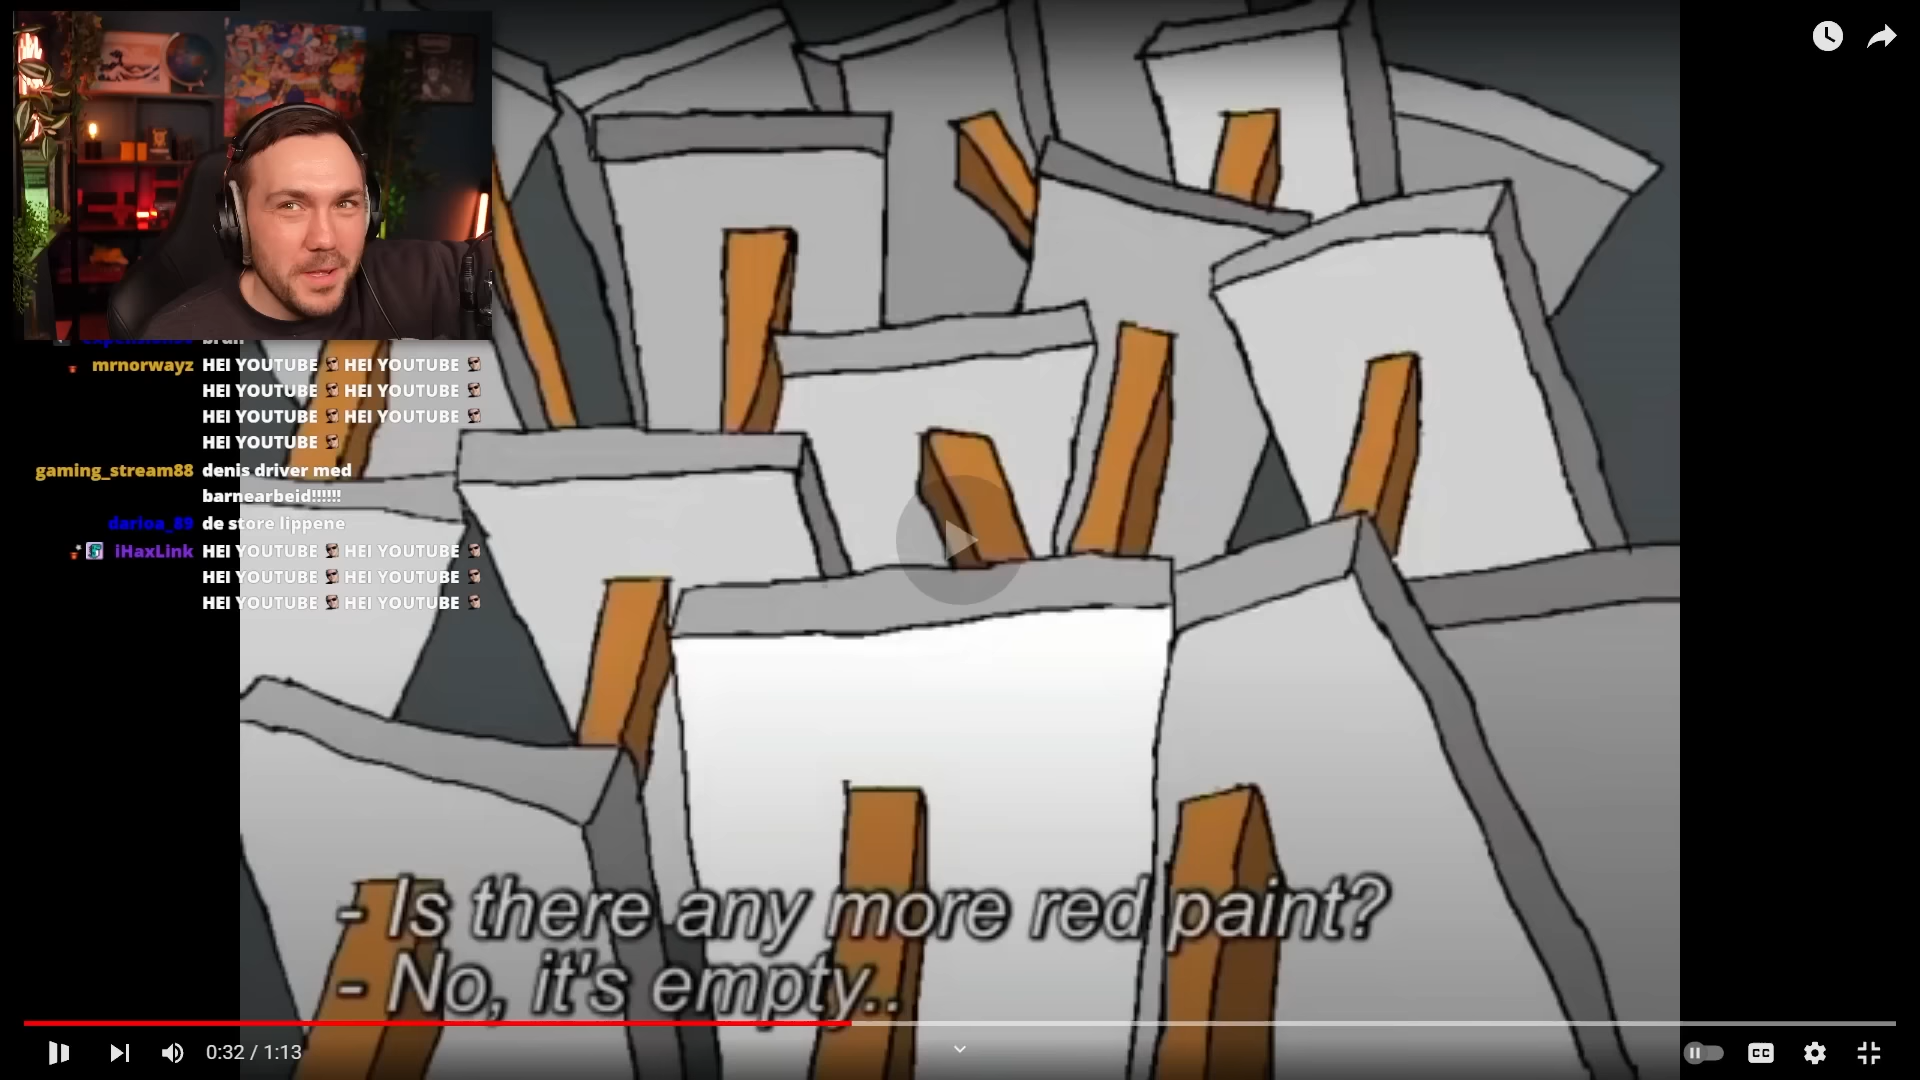 mrnorwayz HEI YOUTUBE HEI YOUTUBE
HEI YOUTUBE HEI YOUTUBE
HEI YOUTUBE HEI YOUTUBE
HEI YOUTUBE
gaming_stream88 denis driver med
barnearbeid!!!!!!
darioa_89 de store lippene
iHaxLink HEI YOUTUBE HEI YOUTUBE
HEI YOUTUBE HEI YOUTUBE
HEI YOUTUBE HEI YOUTUBE
- Is there any more red paint?
- No, it's empty..
0:32 / 1:13
CC